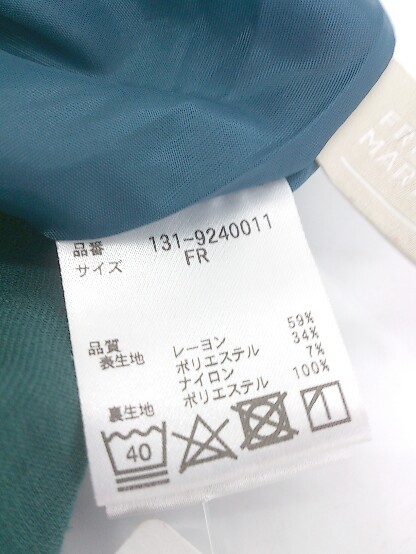 品番 131-9240011
サイズ FR
品質
表生地 レーヨン 59%
ポリエステル 34%
ナイロン 7%
裏生地 ポリエステル 100%
40
FR
MAR